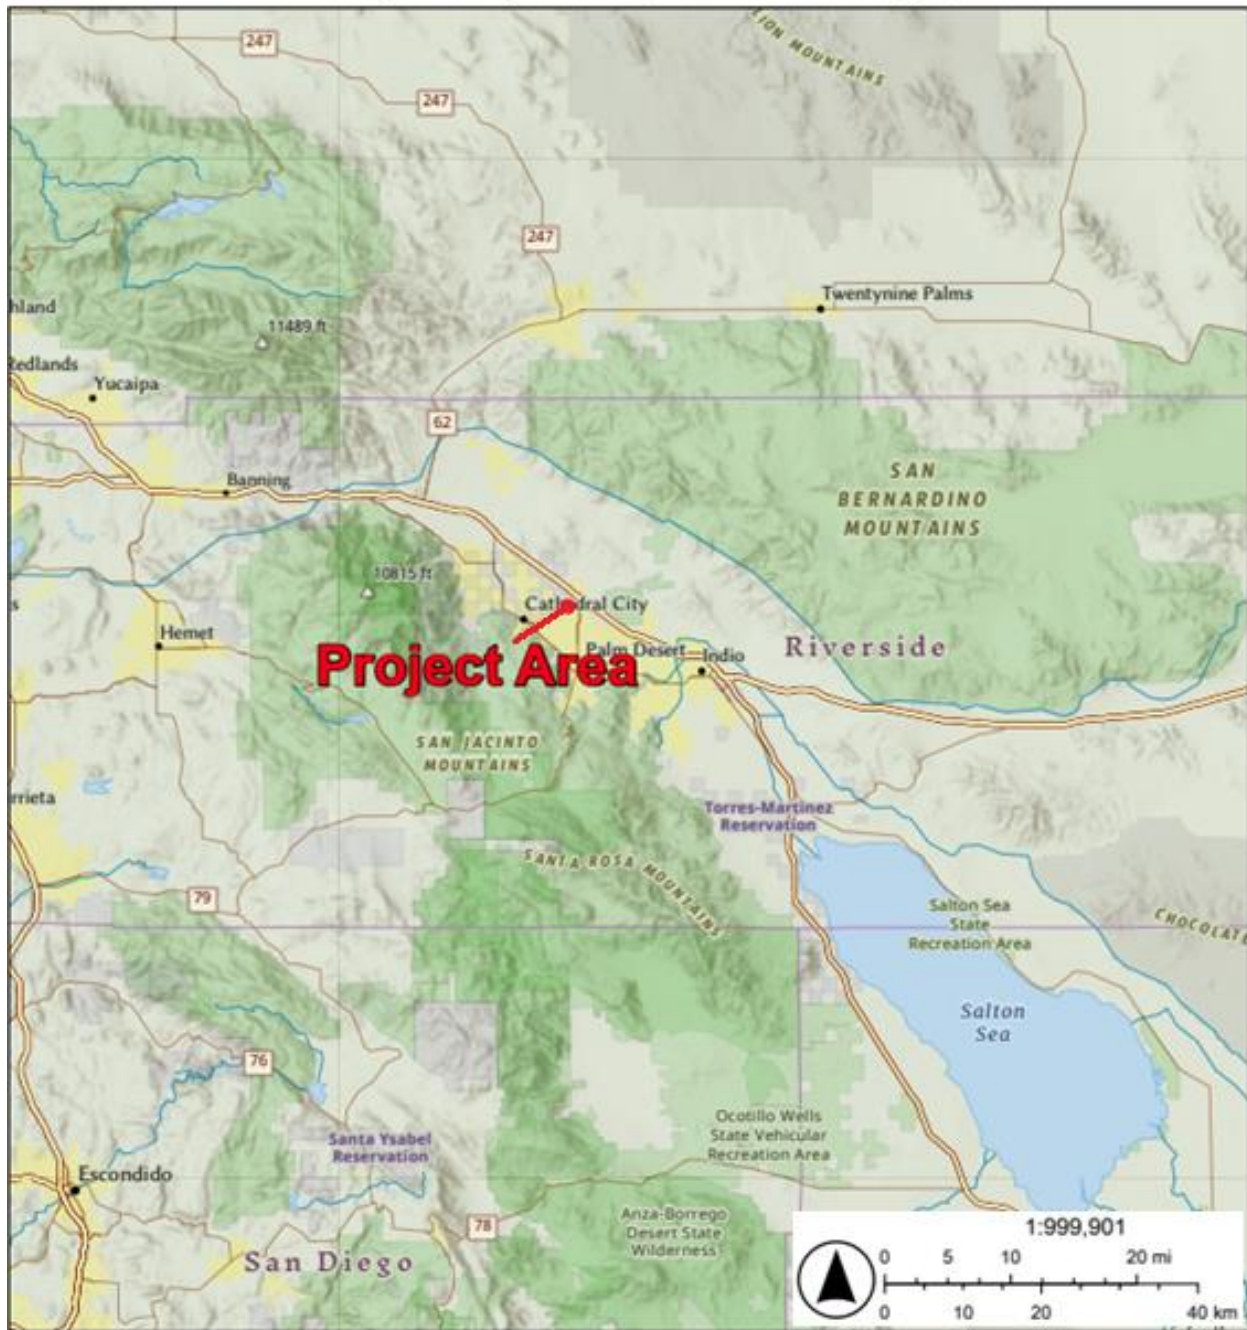 LION MOUNTAINS
247
247
247
Twentynine Palms
hland
11489 ft
Redlands
Yucaipa
62
SAN
BERNARDINO
MOUNTAINS
Banning
10815 ft
Cathedral City
s
Hemet
Palm Desert
Indio
Riverside
Project Area
SAN JACINTO
MOUNTAINS
rrieta
Torres-Martinez
Reservation
SANTA ROSA MOUNTAINS
79
Salton Sea
State
Recreation Area
CHOCOLATE
Salton
Sea
76
Ocotillo Wells
State Vehicular
Recreation Area
Santa Ysabel
Reservation
Escondido
Anza-Borrego
Desert State
Wilderness
78
San Diego
1:999,901
0 5 10 20 mi
0 10 20 40 km